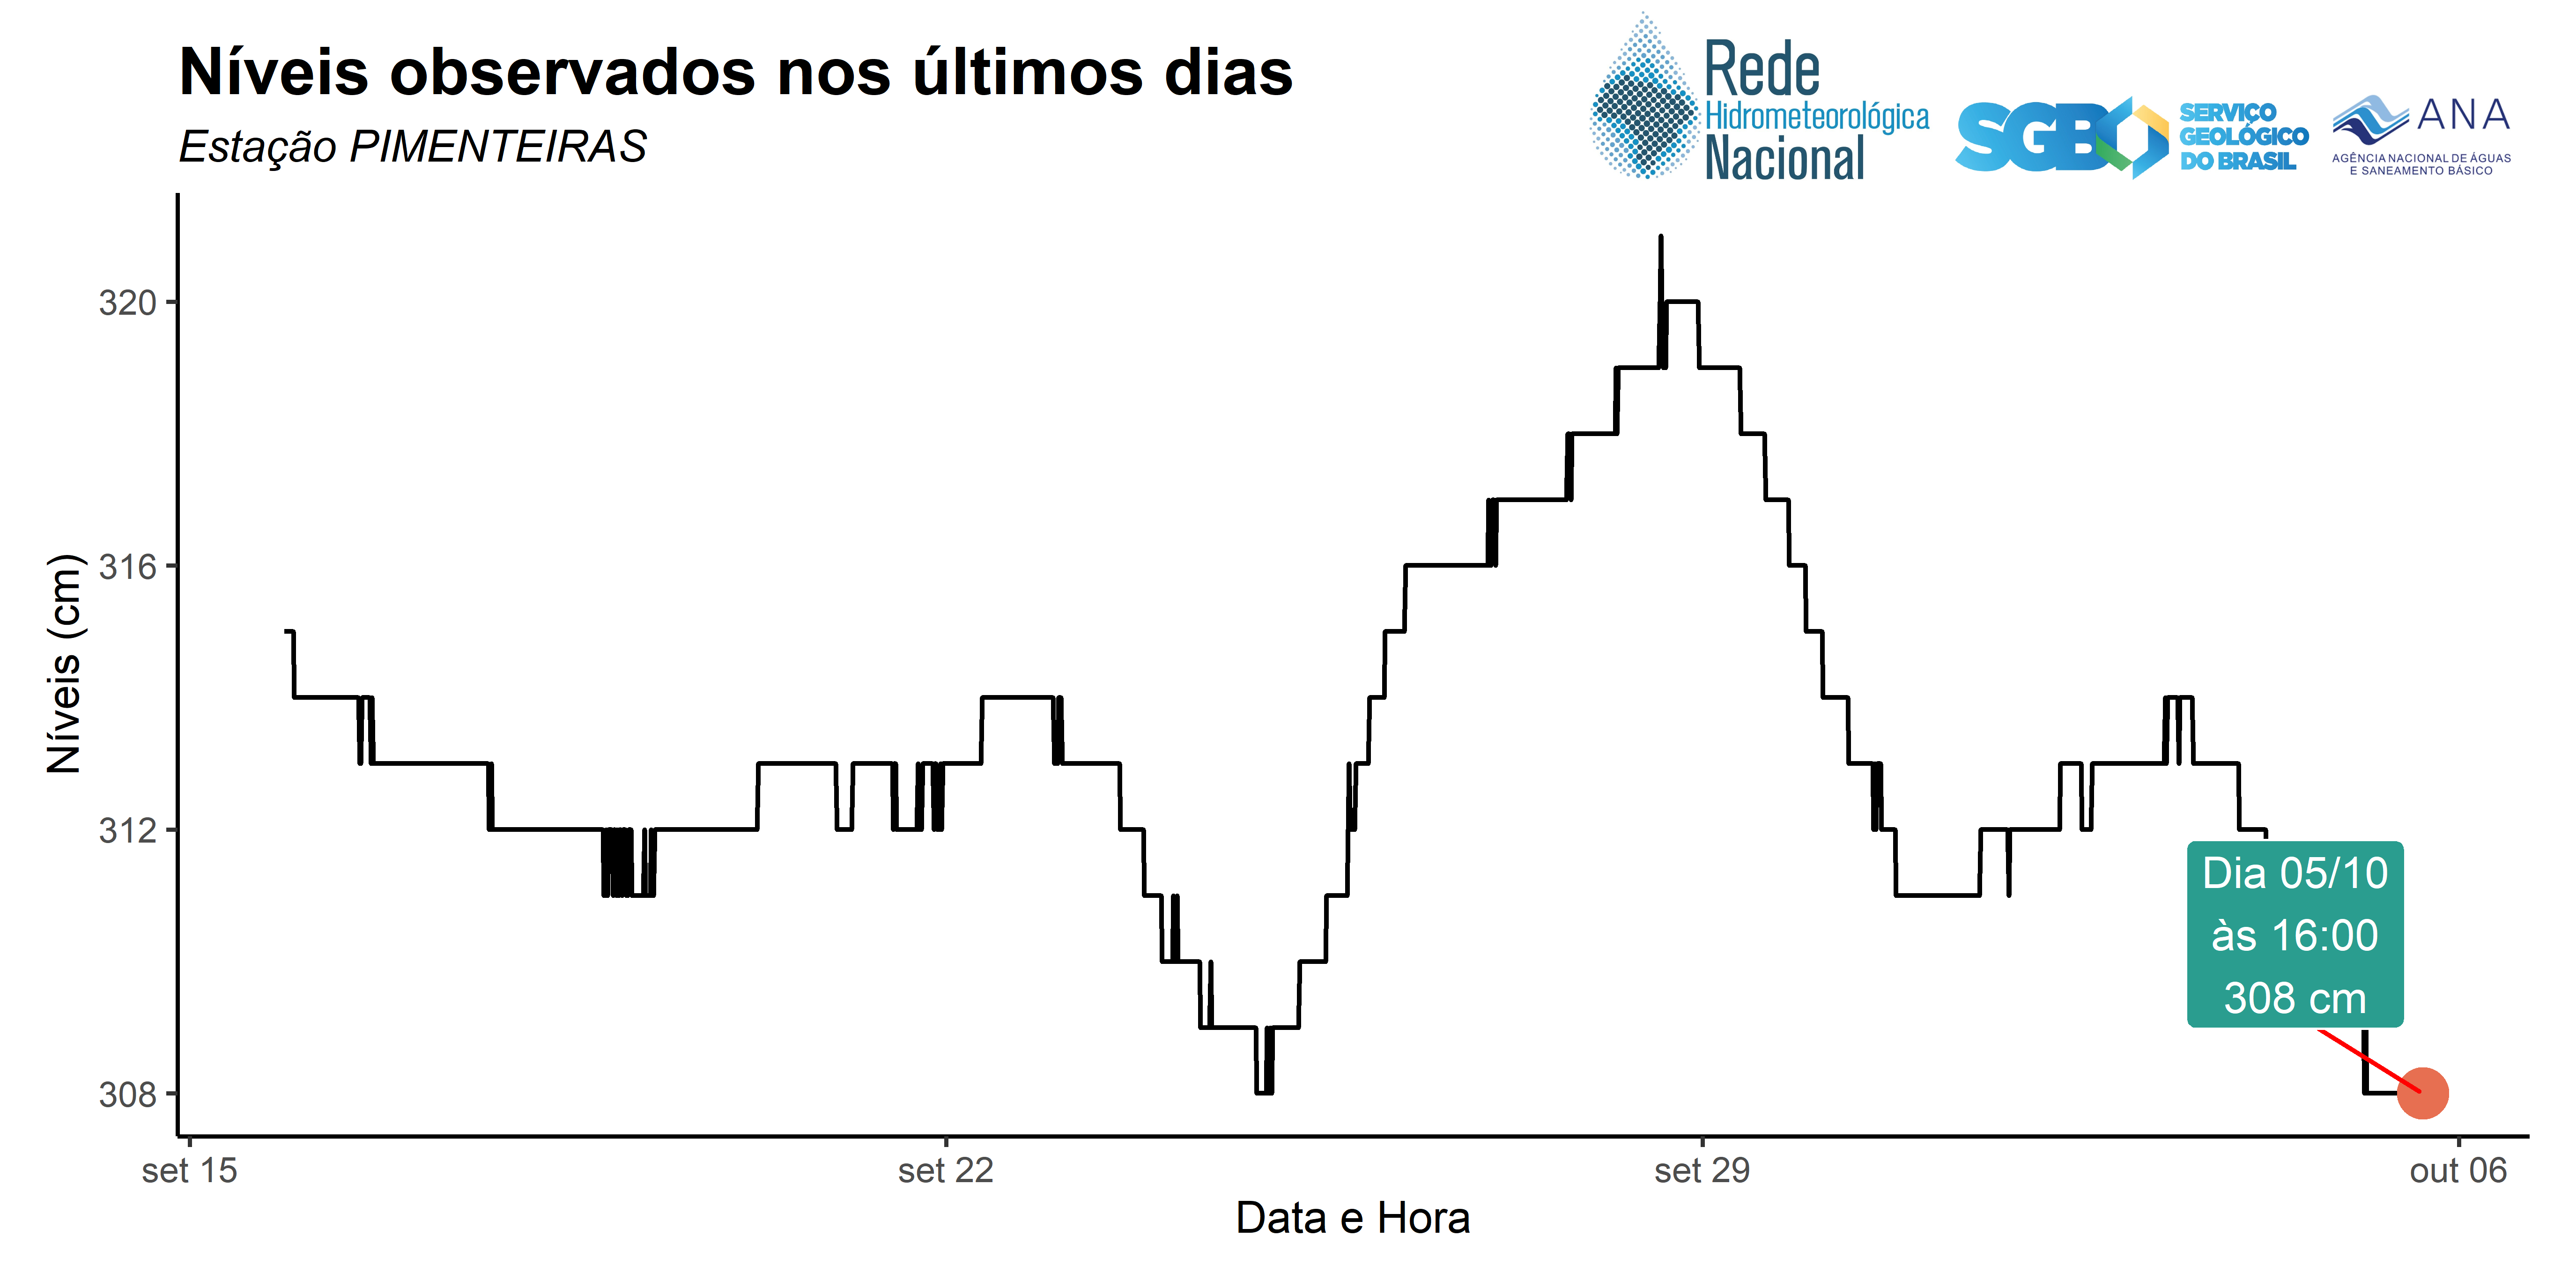 Níveis observados nos últimos dias
Estação PIMENTEIRAS
Rede
Hidrometeorológica
Nacional
SGB
SERVIÇO
GEOLÓGICO
DO BRASIL
ANA
AGÊNCIA NACIONAL DE ÁGUAS
E SANEAMENTO BÁSICO
Níveis (cm)
320
316
312
308
Dia 05/10
às 16:00
308 cm
set 15
set 22
set 29
out 06
Data e Hora